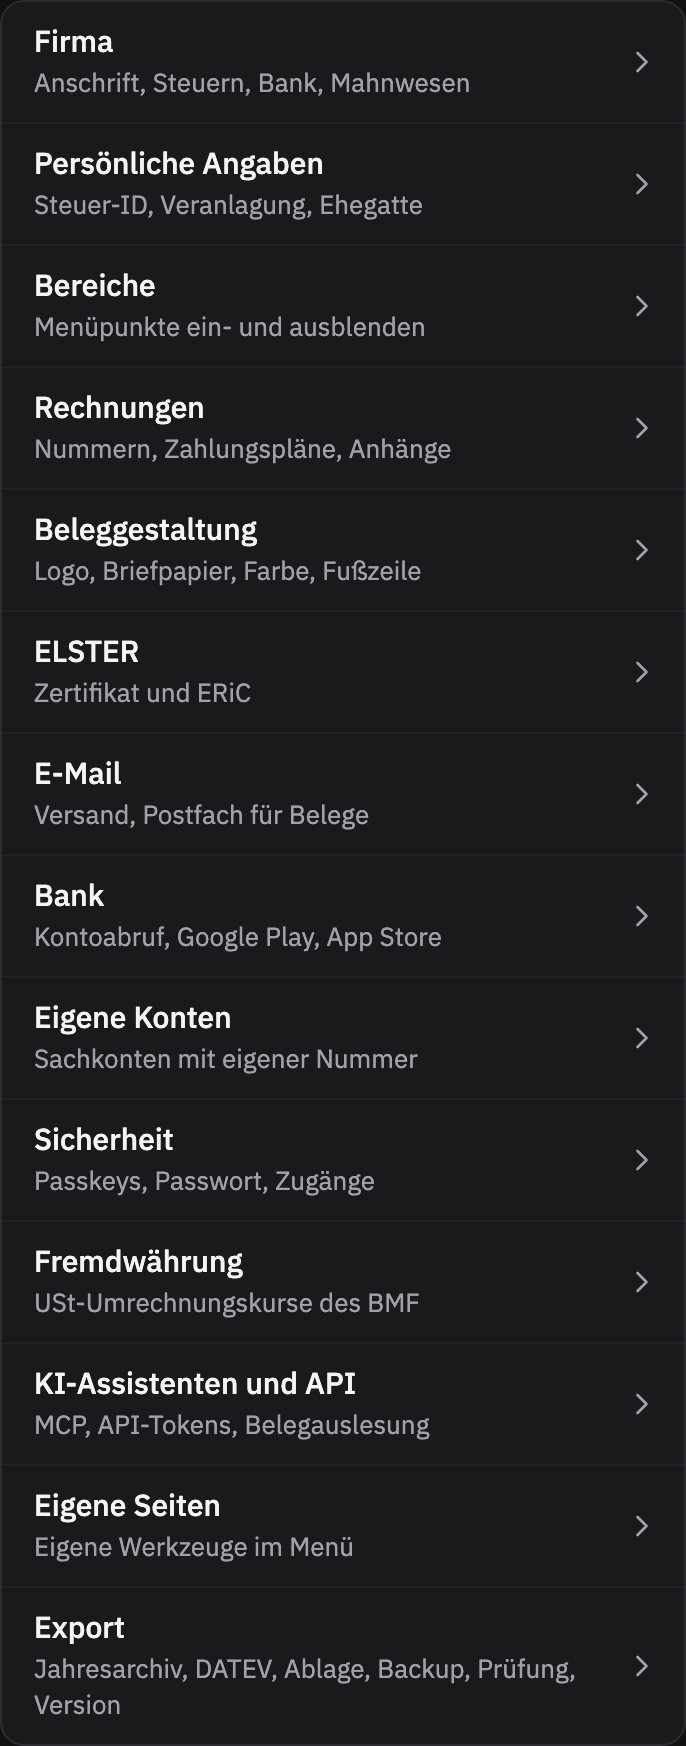 Firma
Anschrift, Steuern, Bank, Mahnwesen
Persönliche Angaben
Steuer-ID, Veranlagung, Ehegatte
Bereiche
Menüpunkte ein- und ausblenden
Rechnungen
Nummern, Zahlungspläne, Anhänge
Beleggestaltung
Logo, Briefpapier, Farbe, Fußzeile
ELSTER
Zertifikat und ERiC
E-Mail
Versand, Postfach für Belege
Bank
Kontoabruf, Google Play, App Store
Eigene Konten
Sachkonten mit eigener Nummer
Sicherheit
Passkeys, Passwort, Zugänge
Fremdwährung
USt-Umrechnungskurse des BMF
KI-Assistenten und API
MCP, API-Tokens, Belegauslesung
Eigene Seiten
Eigene Werkzeuge im Menü
Export
Jahresarchiv, DATEV, Ablage, Backup, Prüfung,
Version